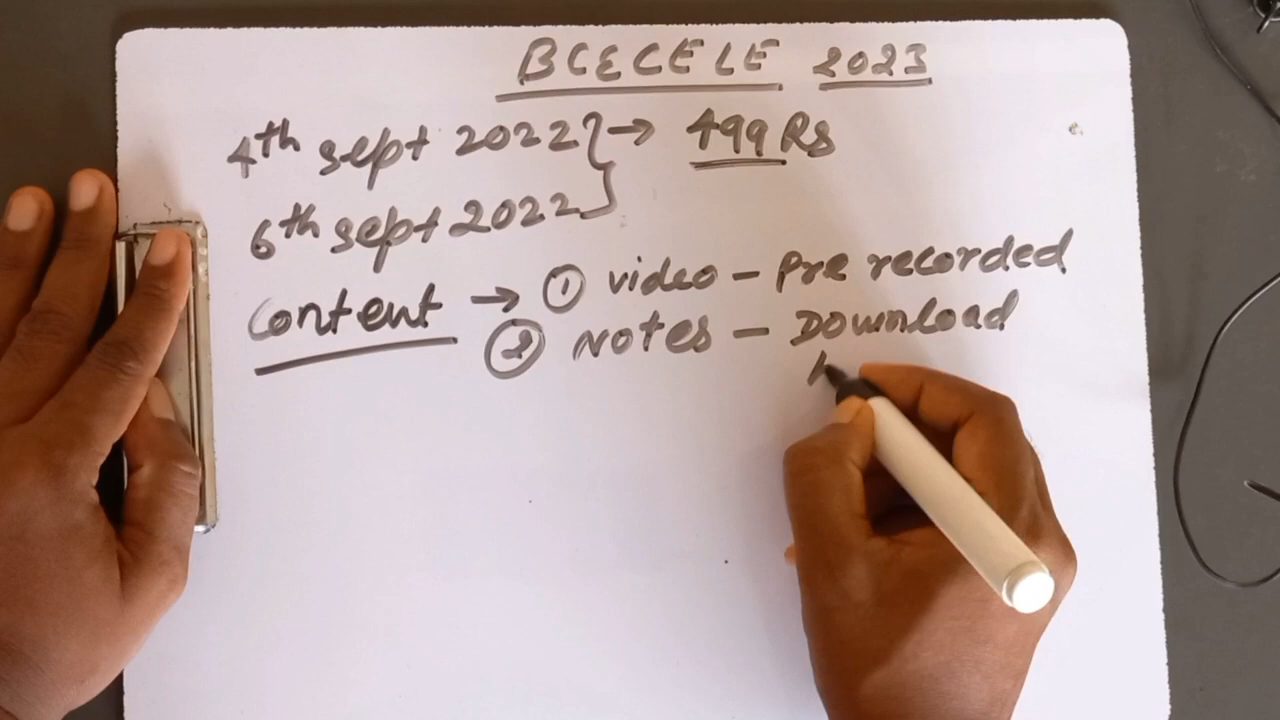 BCECELE 2023
4th sept 2022 } → 499 Rs
6th sept 2022
Content → ① video - Pre recorded
② Notes - Download